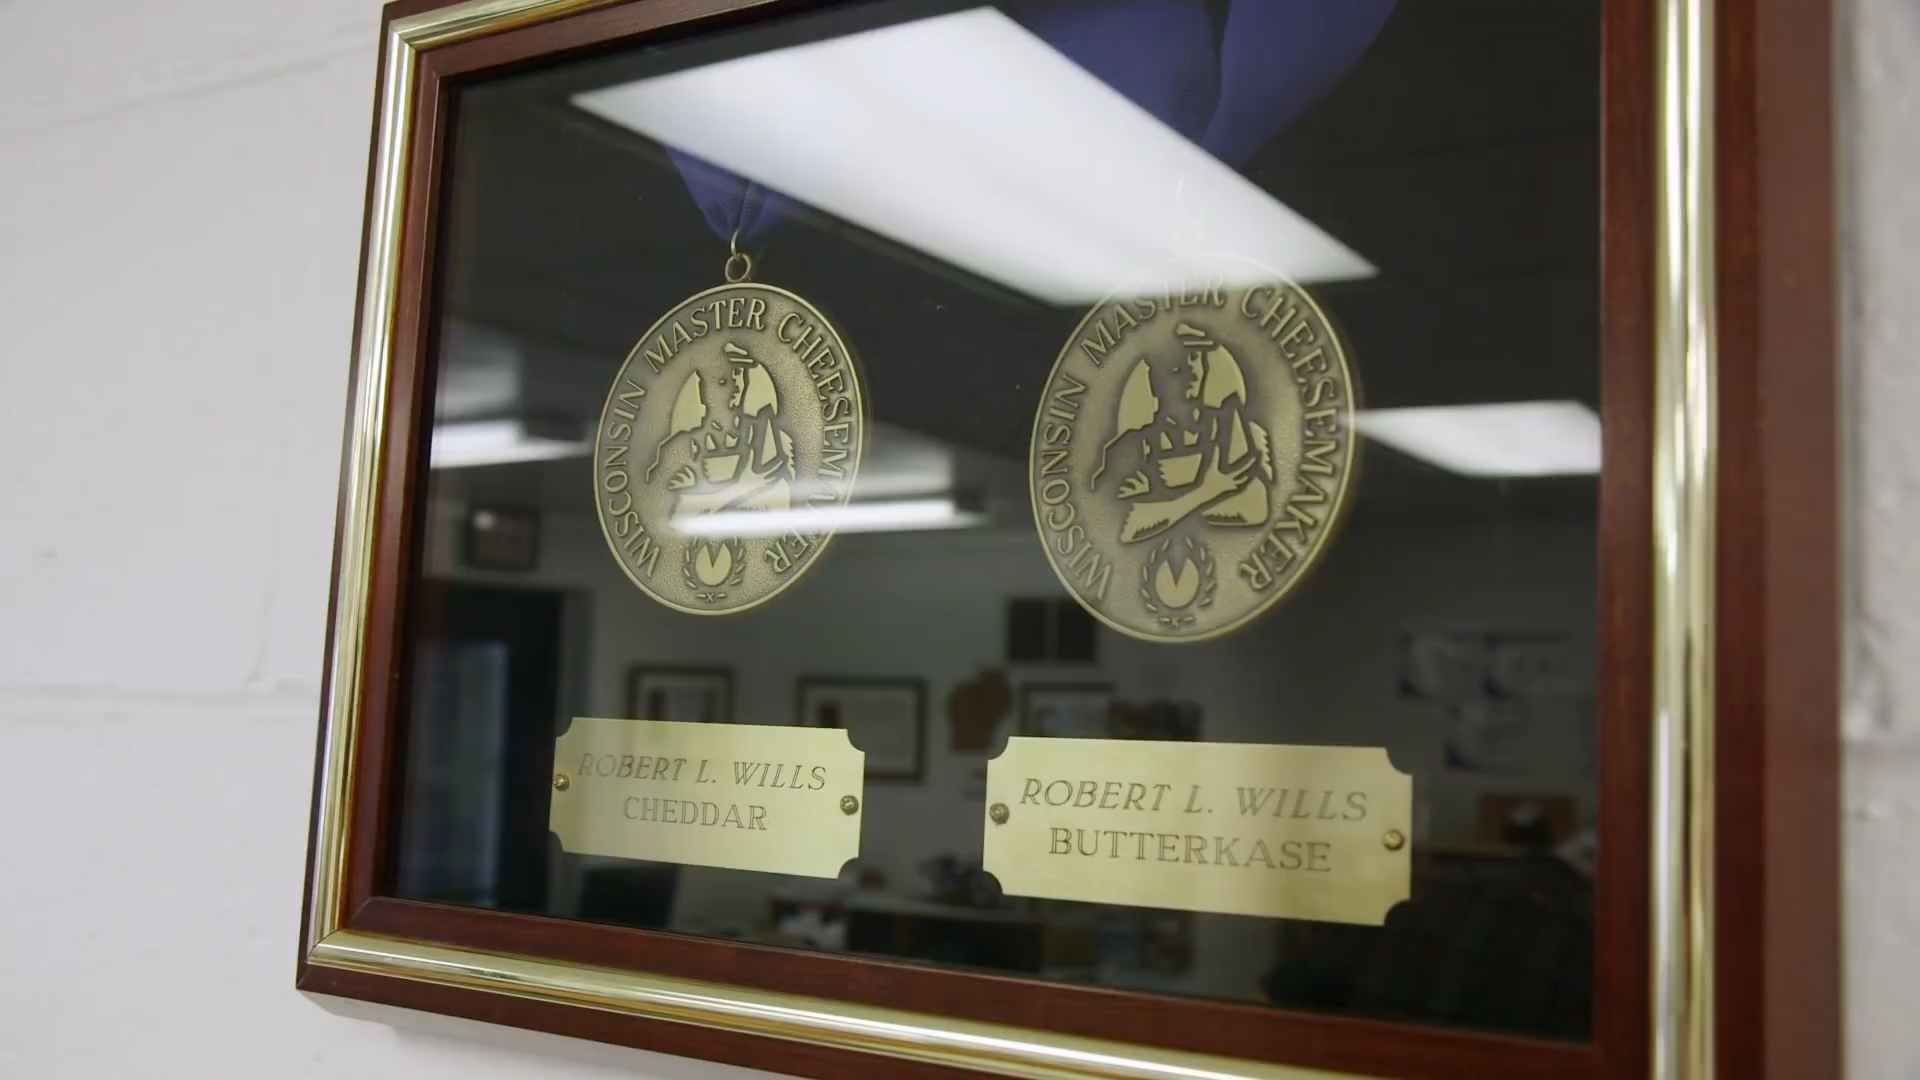 WISCONSIN MASTER CHEESEMAKER
WISCONSIN MASTER CHEESEMAKER
ROBERT L. WILLS
CHEDDAR
ROBERT L. WILLS
BUTTERKASE